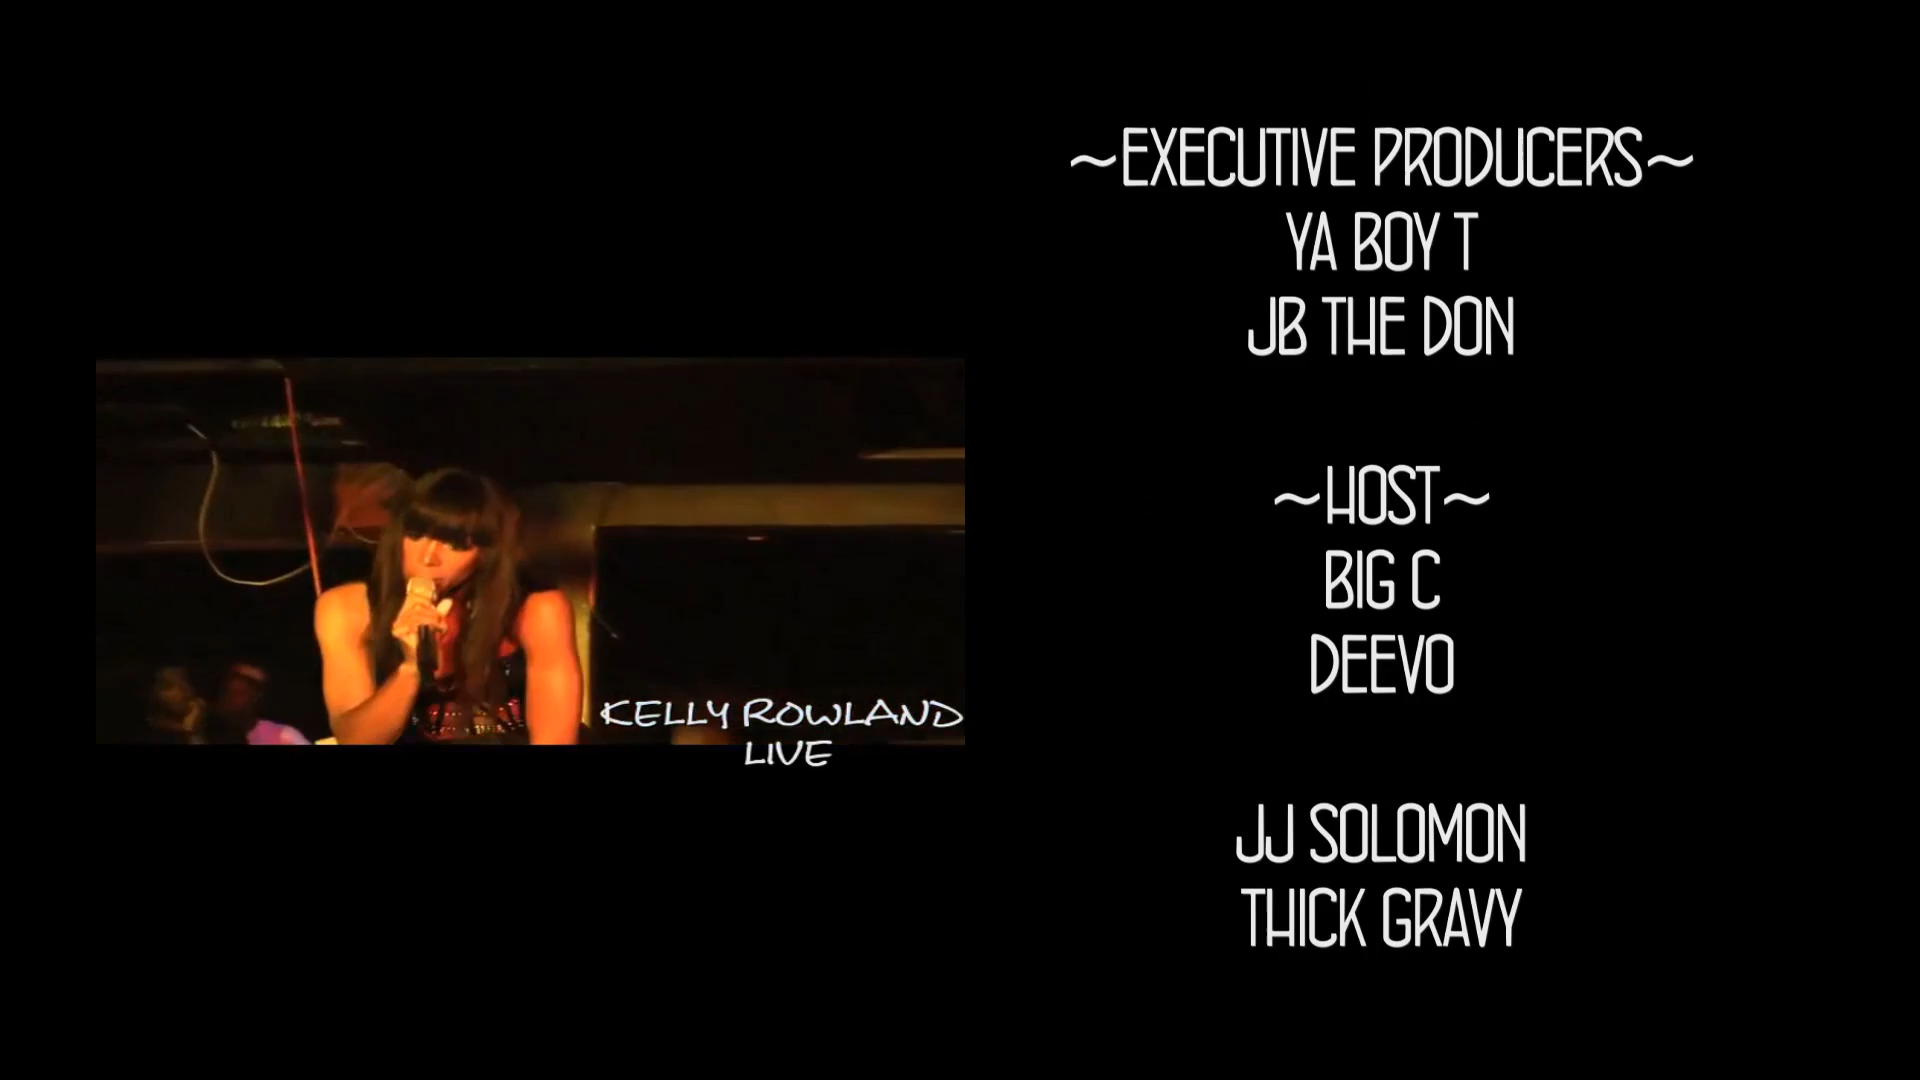 ~EXECUTIVE PRODUCERS~
YA BOY T
JB THE DON
~HOST~
BIG C
DEEVO
JJ SOLOMON
THICK GRAVY
KELLY ROWLAND
LIVE